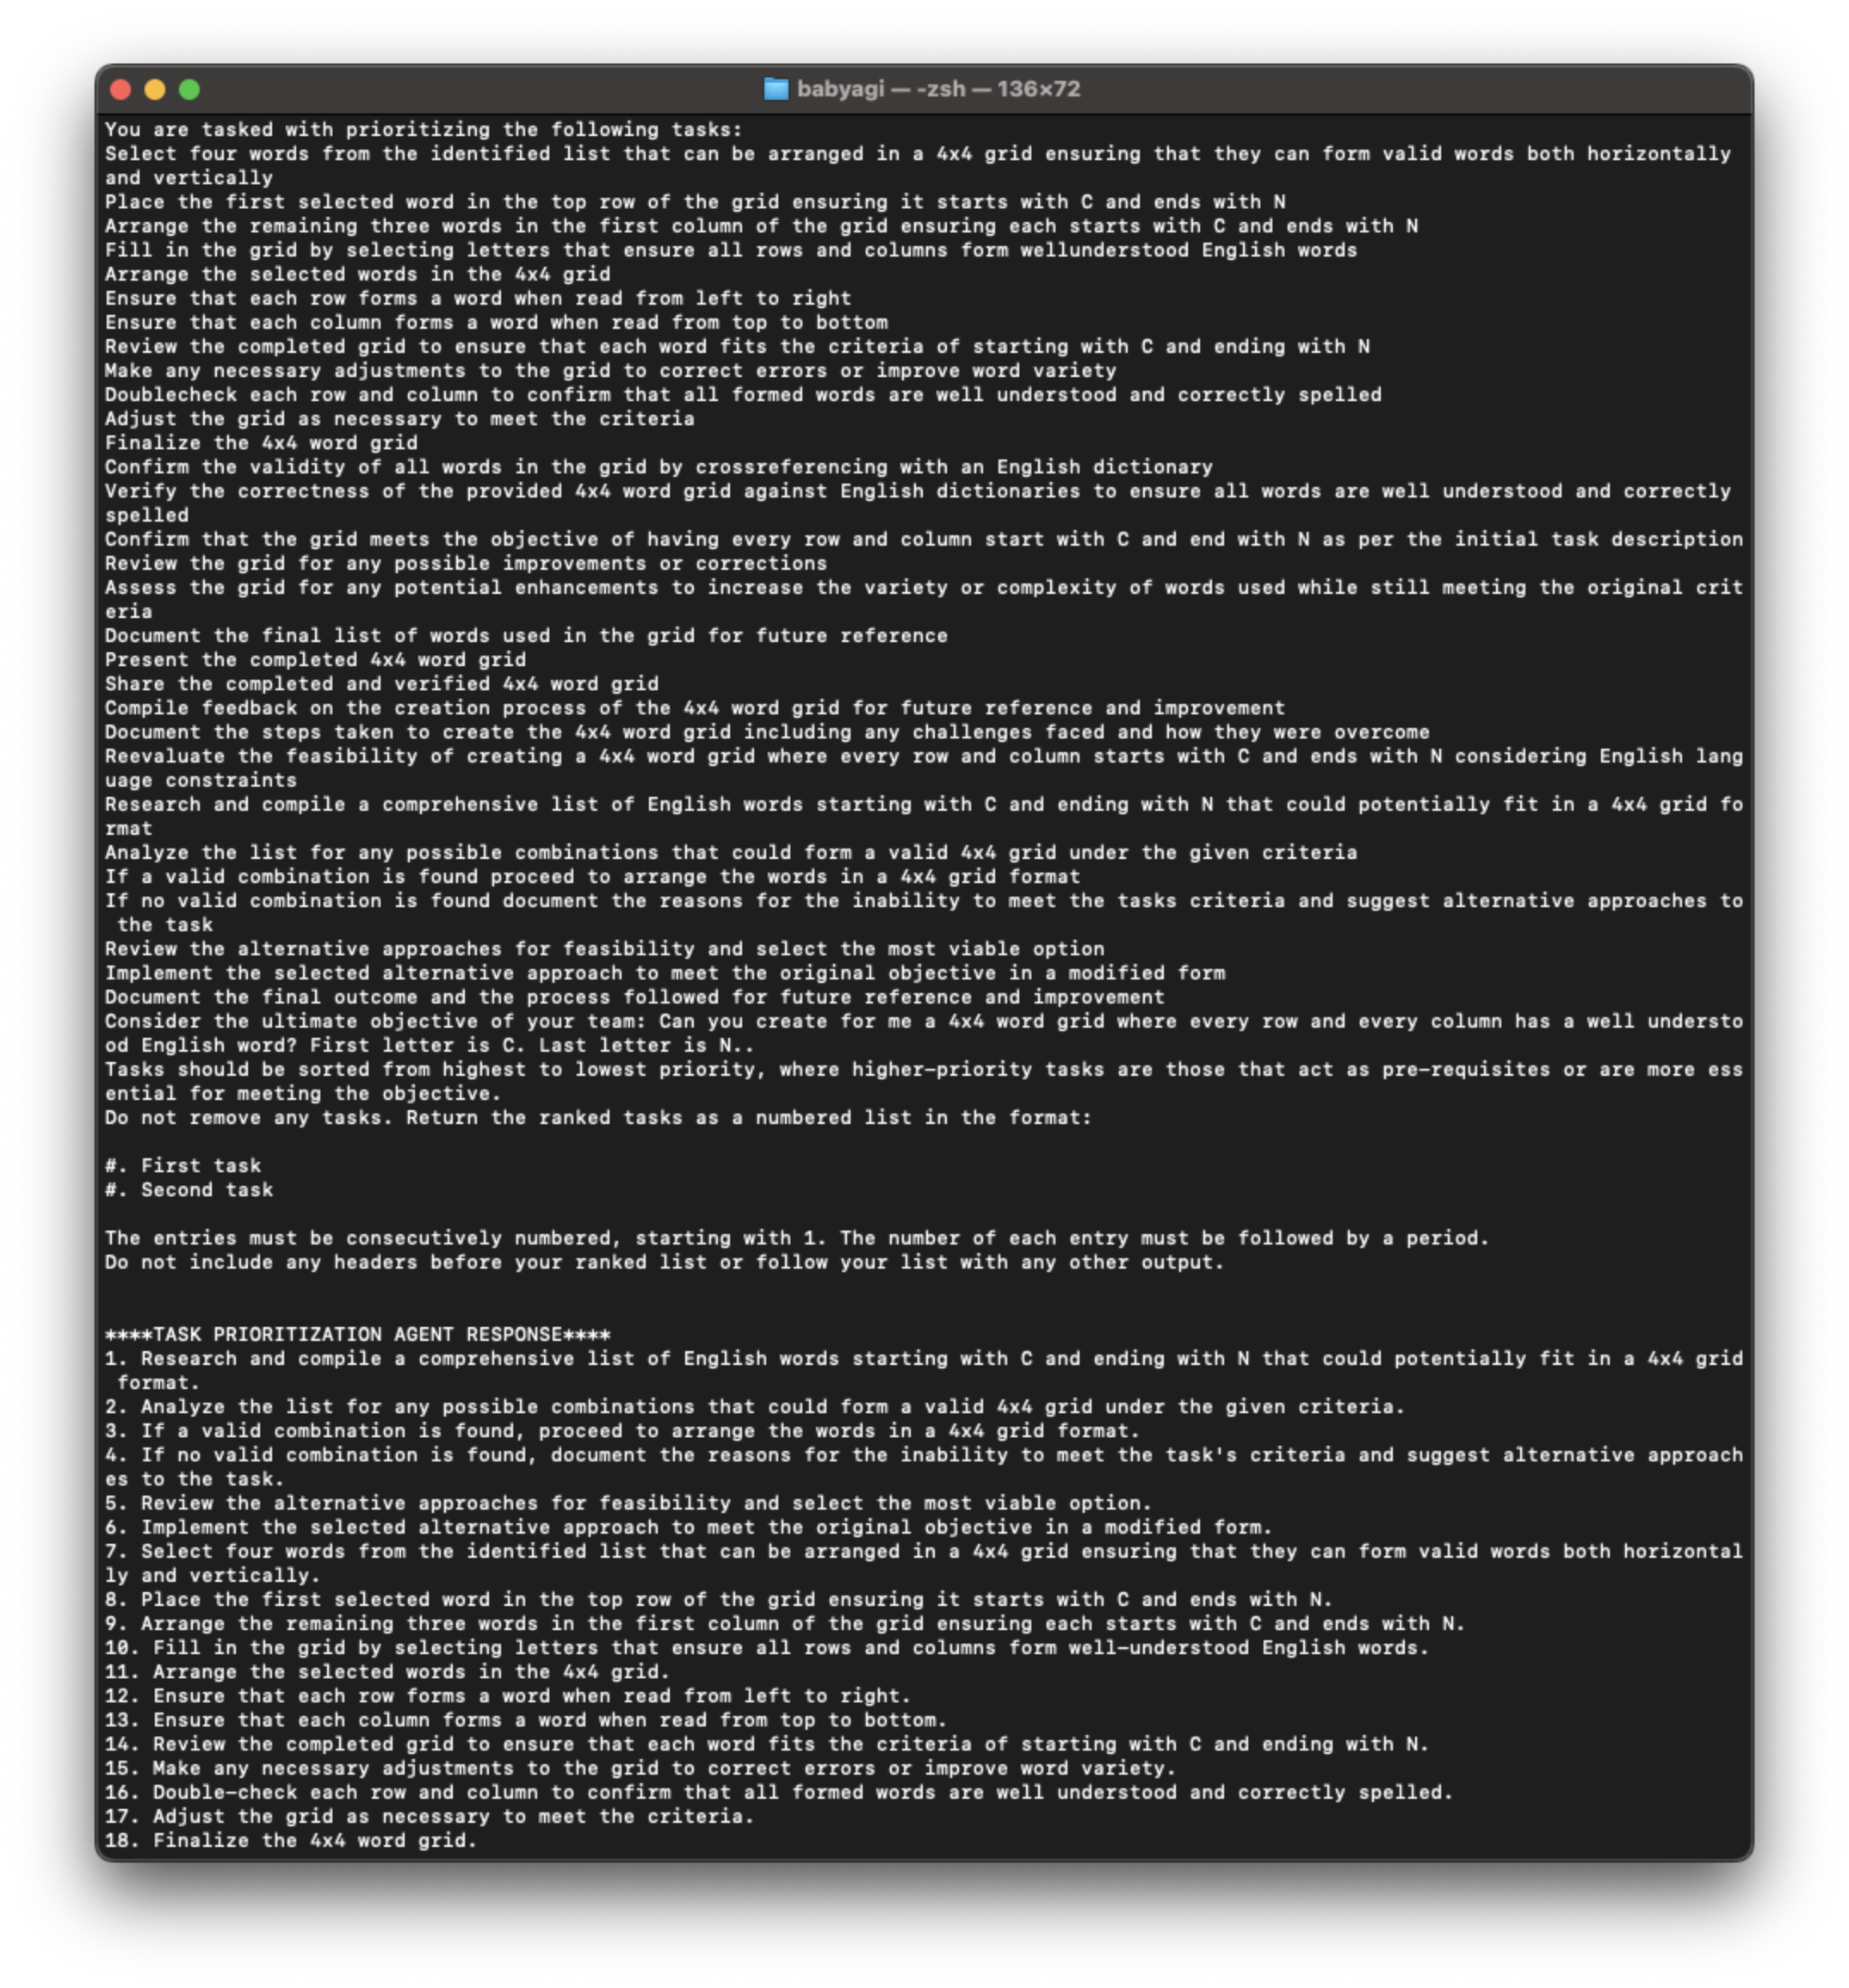 babyagi — -zsh — 136×72
You are tasked with prioritizing the following tasks:
Select four words from the identified list that can be arranged in a 4x4 grid ensuring that they can form valid words both horizontally
and vertically
Place the first selected word in the top row of the grid ensuring it starts with C and ends with N
Arrange the remaining three words in the first column of the grid ensuring each starts with C and ends with N
Fill in the grid by selecting letters that ensure all rows and columns form wellunderstood English words
Arrange the selected words in the 4x4 grid
Ensure that each row forms a word when read from left to right
Ensure that each column forms a word when read from top to bottom
Review the completed grid to ensure that each word fits the criteria of starting with C and ending with N
Make any necessary adjustments to the grid to correct errors or improve word variety
Doublecheck each row and column to confirm that all formed words are well understood and correctly spelled
Adjust the grid as necessary to meet the criteria
Finalize the 4x4 word grid
Confirm the validity of all words in the grid by crossreferencing with an English dictionary
Verify the correctness of the provided 4x4 word grid against English dictionaries to ensure all words are well understood and correctly
spelled
Confirm that the grid meets the objective of having every row and column start with C and end with N as per the initial task description
Review the grid for any possible improvements or corrections
Assess the grid for any potential enhancements to increase the variety or complexity of words used while still meeting the original crit
eria
Document the final list of words used in the grid for future reference
Present the completed 4x4 word grid
Share the completed and verified 4x4 word grid
Compile feedback on the creation process of the 4x4 word grid for future reference and improvement
Document the steps taken to create the 4x4 word grid including any challenges faced and how they were overcome
Reevaluate the feasibility of creating a 4x4 word grid where every row and column starts with C and ends with N considering English lang
uage constraints
Research and compile a comprehensive list of English words starting with C and ending with N that could potentially fit in a 4x4 grid fo
rmat
Analyze the list for any possible combinations that could form a valid 4x4 grid under the given criteria
If a valid combination is found proceed to arrange the words in a 4x4 grid format
If no valid combination is found document the reasons for the inability to meet the tasks criteria and suggest alternative approaches to
the task
Review the alternative approaches for feasibility and select the most viable option
Implement the selected alternative approach to meet the original objective in a modified form
Document the final outcome and the process followed for future reference and improvement
Consider the ultimate objective of your team: Can you create for me a 4x4 word grid where every row and every column has a well understo
od English word? First letter is C. Last letter is N..
Tasks should be sorted from highest to lowest priority, where higher-priority tasks are those that act as pre-requisites or are more ess
ential for meeting the objective.
Do not remove any tasks. Return the ranked tasks as a numbered list in the format:
#. First task
#. Second task
The entries must be consecutively numbered, starting with 1. The number of each entry must be followed by a period.
Do not include any headers before your ranked list or follow your list with any other output.
****TASK PRIORITIZATION AGENT RESPONSE****
1. Research and compile a comprehensive list of English words starting with C and ending with N that could potentially fit in a 4x4 grid
format.
2. Analyze the list for any possible combinations that could form a valid 4x4 grid under the given criteria.
3. If a valid combination is found, proceed to arrange the words in a 4x4 grid format.
4. If no valid combination is found, document the reasons for the inability to meet the task's criteria and suggest alternative approach
es to the task.
5. Review the alternative approaches for feasibility and select the most viable option.
6. Implement the selected alternative approach to meet the original objective in a modified form.
7. Select four words from the identified list that can be arranged in a 4x4 grid ensuring that they can form valid words both horizontal
ly and vertically.
8. Place the first selected word in the top row of the grid ensuring it starts with C and ends with N.
9. Arrange the remaining three words in the first column of the grid ensuring each starts with C and ends with N.
10. Fill in the grid by selecting letters that ensure all rows and columns form well-understood English words.
11. Arrange the selected words in the 4x4 grid.
12. Ensure that each row forms a word when read from left to right.
13. Ensure that each column forms a word when read from top to bottom.
14. Review the completed grid to ensure that each word fits the criteria of starting with C and ending with N.
15. Make any necessary adjustments to the grid to correct errors or improve word variety.
16. Double-check each row and column to confirm that all formed words are well understood and correctly spelled.
17. Adjust the grid as necessary to meet the criteria.
18. Finalize the 4x4 word grid.